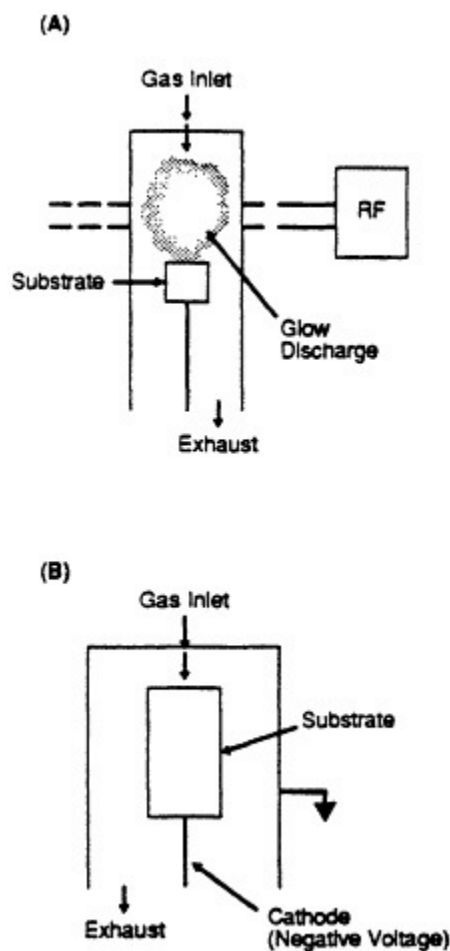 (A)
Gas Inlet
RF
Substrate
Glow
Discharge
Exhaust
(B)
Gas Inlet
Substrate
Cathode
(Negative Voltage)
Exhaust